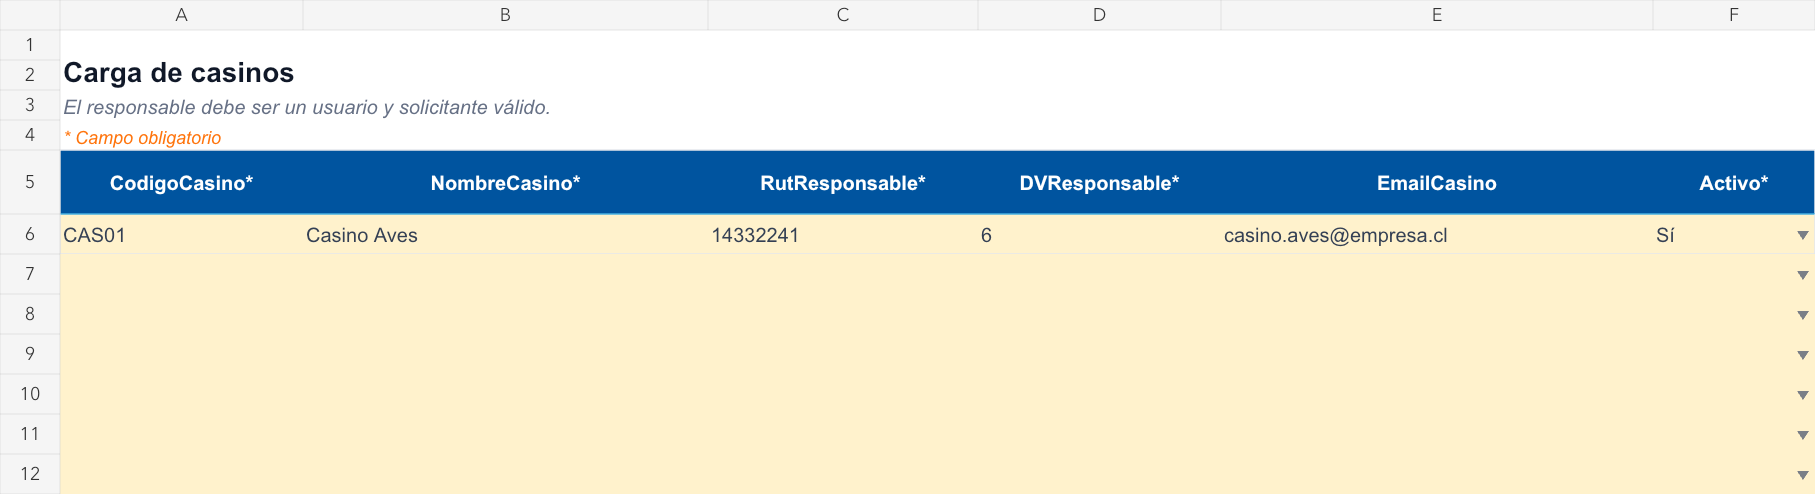 A B C D E F
1
2 Carga de casinos
3 El responsable debe ser un usuario y solicitante válido.
4 * Campo obligatorio
5 CodigoCasino* NombreCasino* RutResponsable* DVResponsable* EmailCasino Activo*
6 CAS01 Casino Aves 14332241 6 casino.aves@empresa.cl Sí
7
8
9
10
11
12